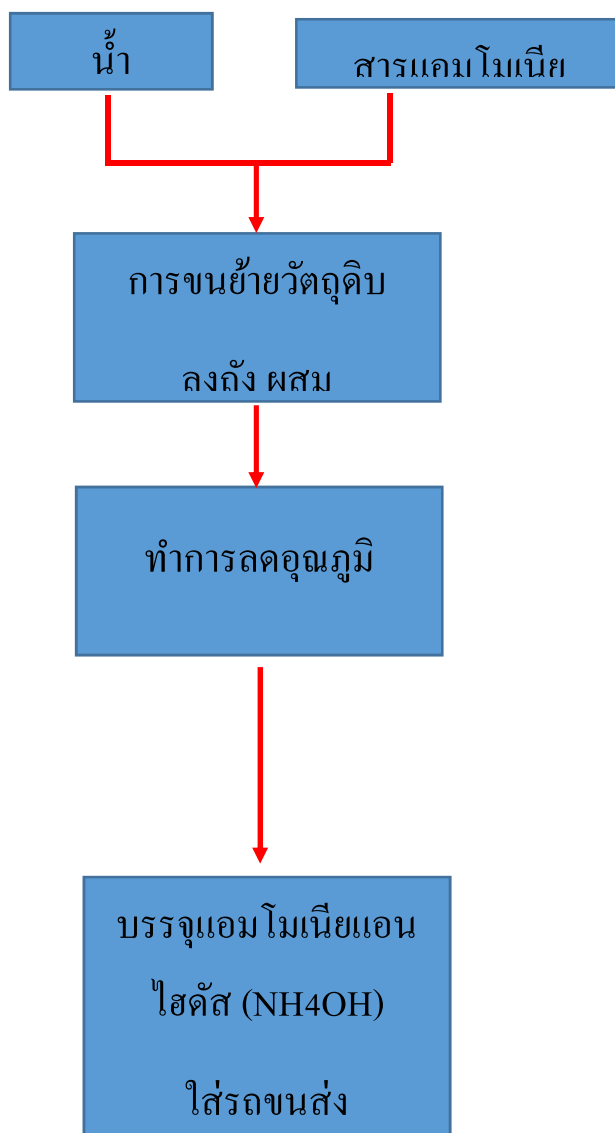 น้ำ
สารแอมโมเนีย
การขนย้ายวัตถุดิบ
ลงถัง ผสม
ทำการลดอุณภูมิ
บรรจุแอมโมเนียแอน
ไฮดัส (NH4OH)
ใส่รถขนส่ง